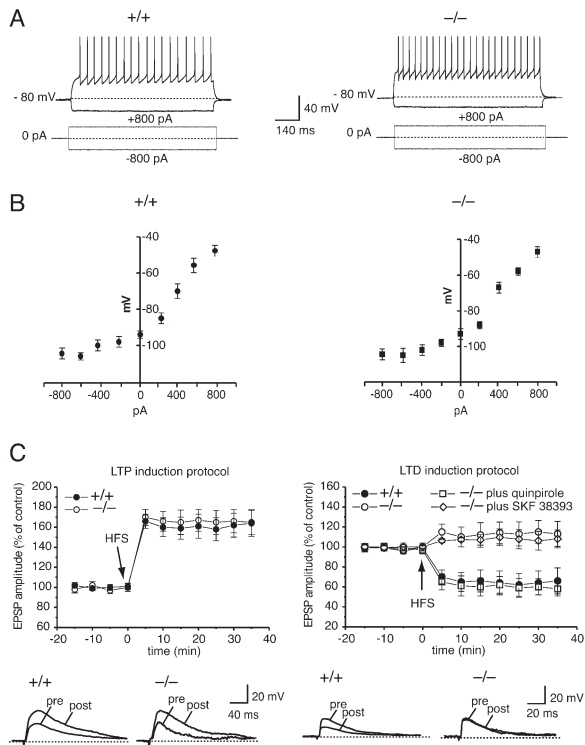 A
+/+
−/−
- 80 mV
+800 pA
0 pA
-800 pA
40 mV
140 ms
- 80 mV
+800 pA
0 pA
-800 pA
B
+/+
−/−
-40
-60
-80
-100
mV
-800 -400 0 400 800
pA
-40
-60
-80
-100
mV
-800 -400 0 400 800
pA
C
LTP induction protocol
200
180
160
140
120
100
80
60
EPSP amplitude (% of control)
+/+
−/−
HFS
-20 -10 0 10 20 30 40
time (min)
LTD induction protocol
160
140
120
100
80
60
40
20
EPSP amplitude (% of control)
+/+
−/−
−/− plus quinpirole
−/− plus SKF 38393
HFS
-20 -10 0 10 20 30 40
time (min)
+/+
pre
post
−/−
pre
post
20 mV
40 ms
+/+
pre
post
−/−
pre
post
20 mV
20 ms